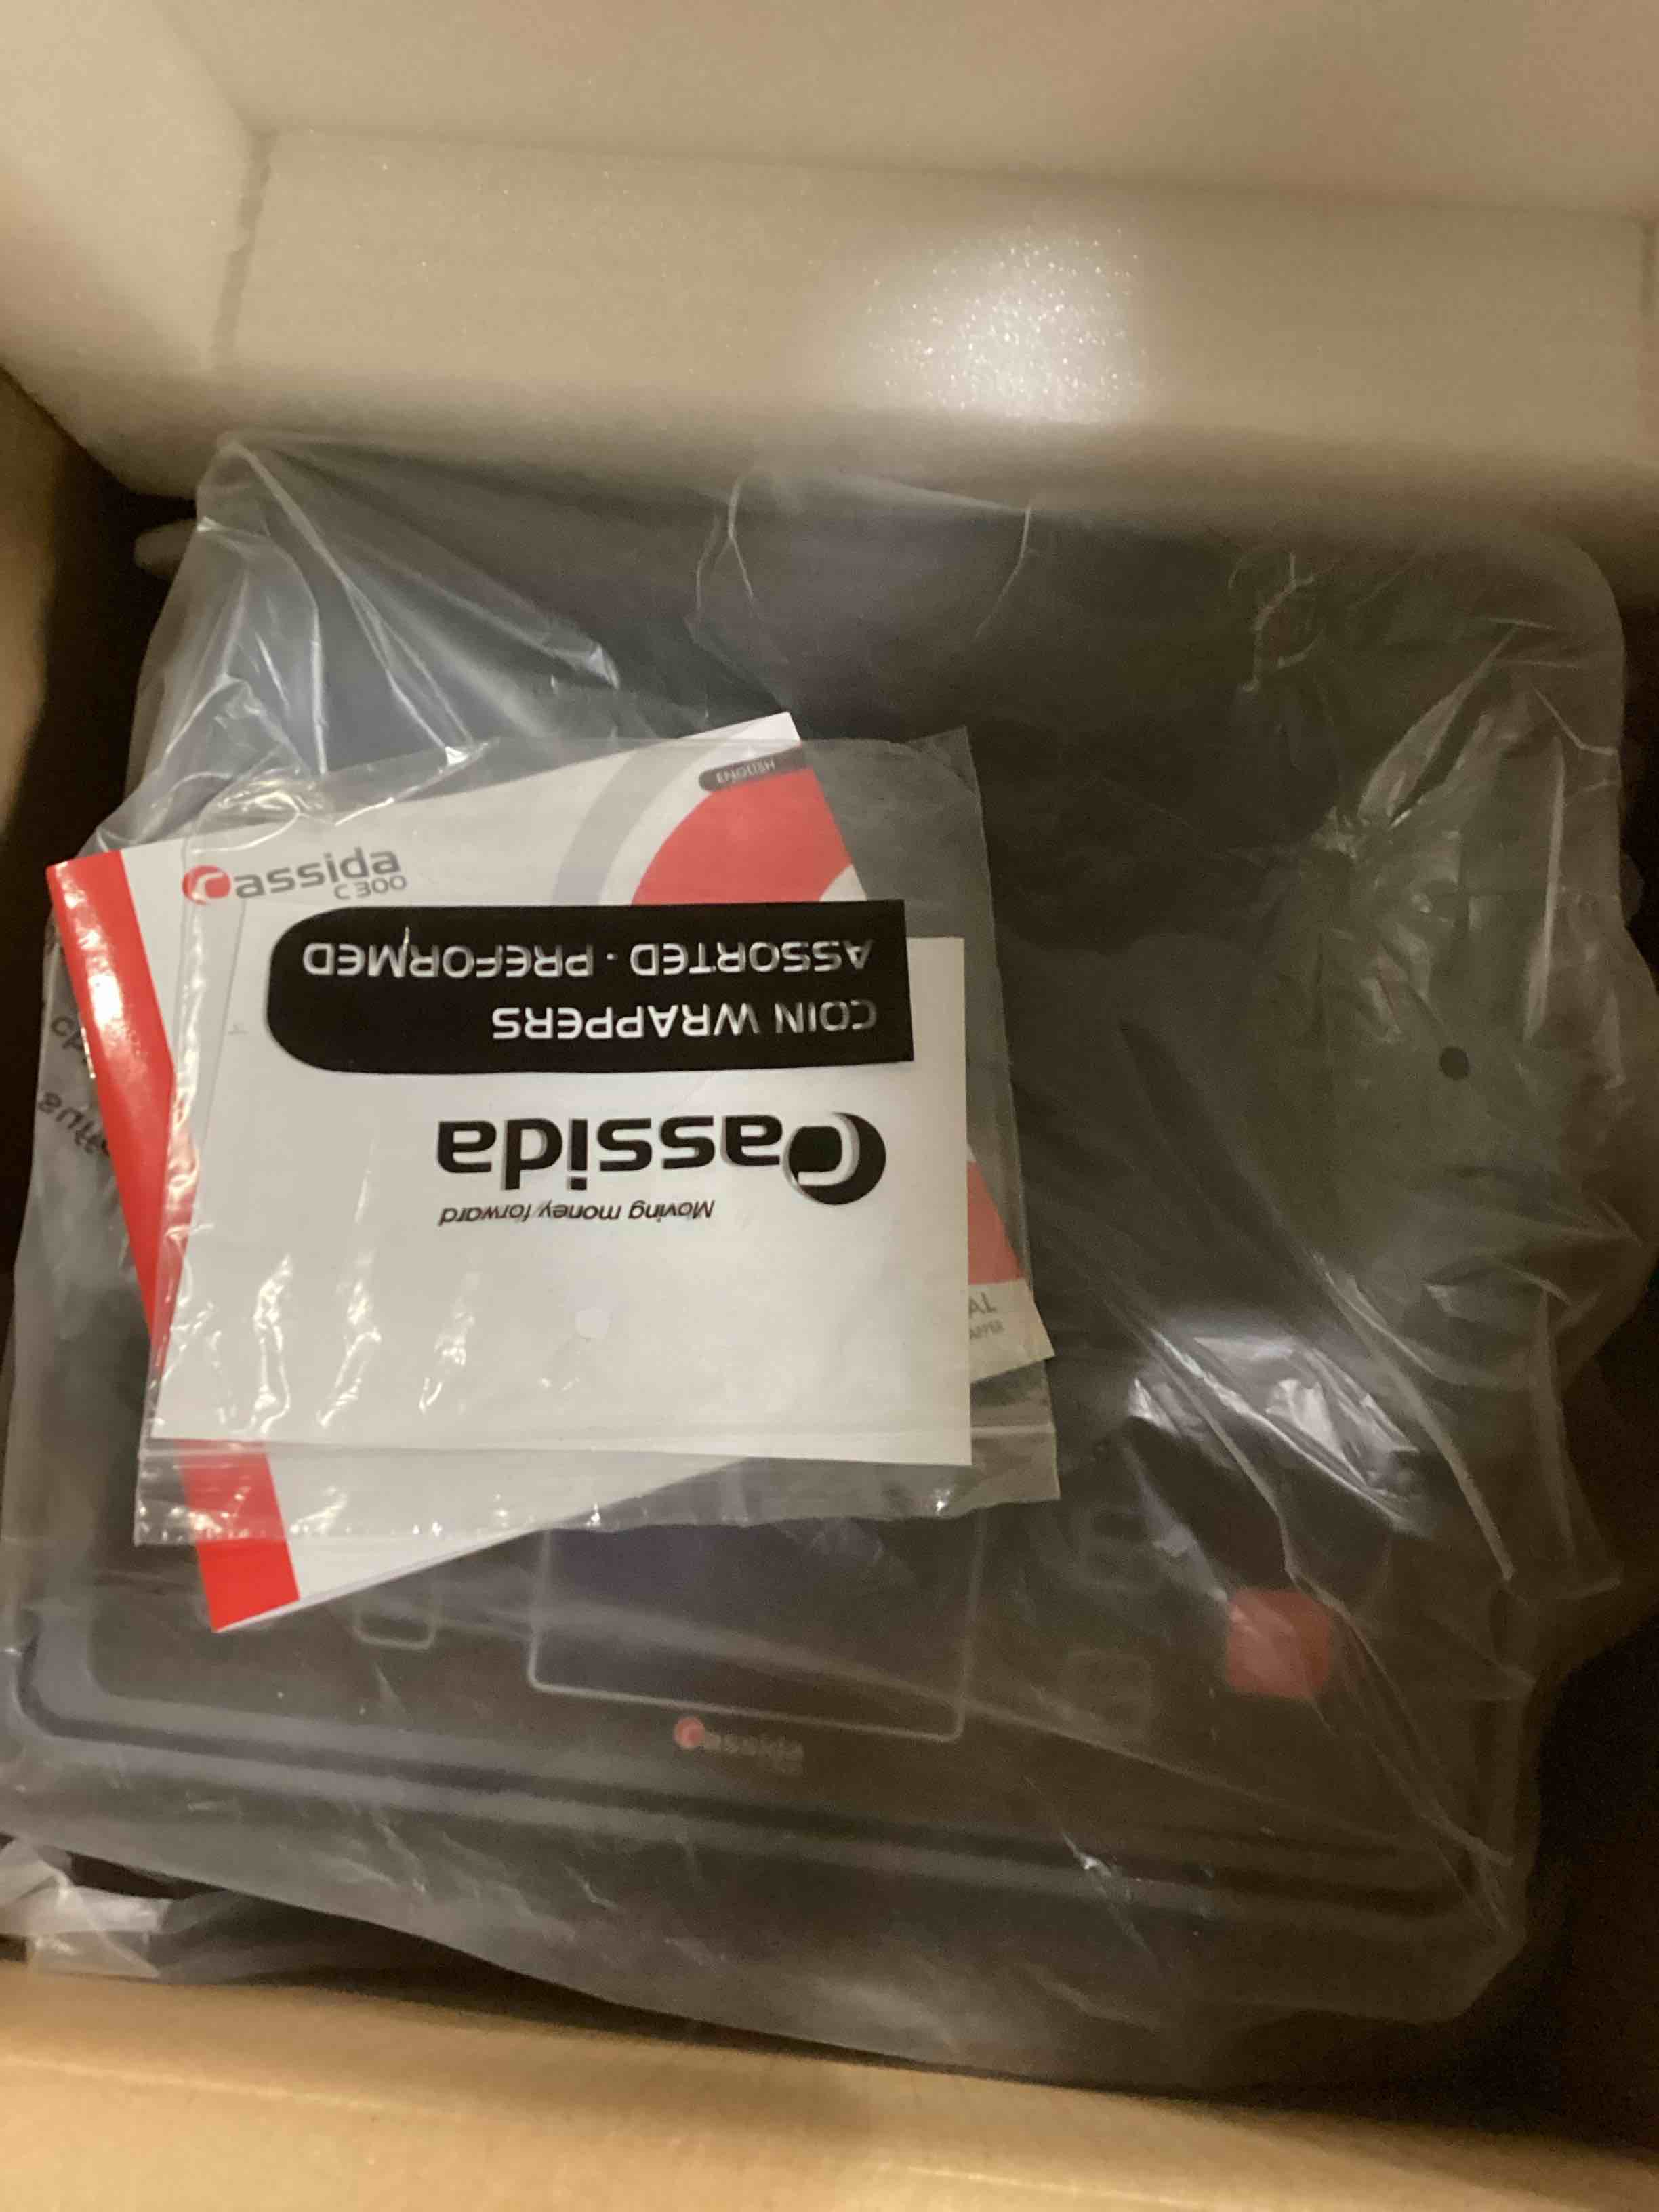 ENGLISH
Cassida
C300
COIN WRAPPERS
ASSORTED · PREFORMED
Cassida
Moving money forward
Cassida